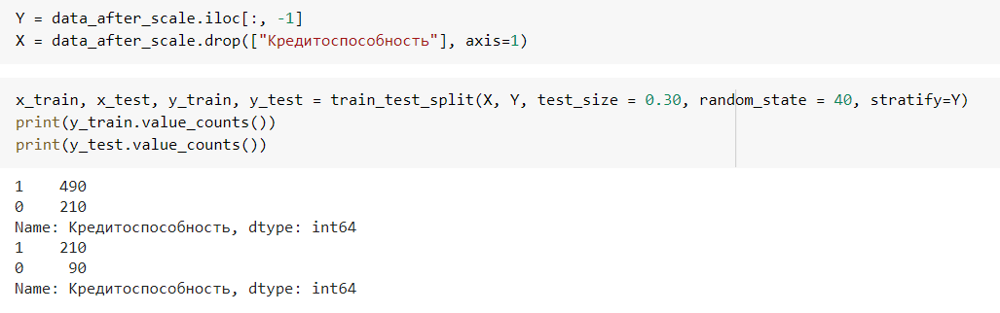 Y = data_after_scale.iloc[:, -1]
X = data_after_scale.drop(["Кредитоспособность"], axis=1)
x_train, x_test, y_train, y_test = train_test_split(X, Y, test_size = 0.30, random_state = 40, stratify=Y)
print(y_train.value_counts())
print(y_test.value_counts())
1    490
0    210
Name: Кредитоспособность, dtype: int64
1    210
0     90
Name: Кредитоспособность, dtype: int64